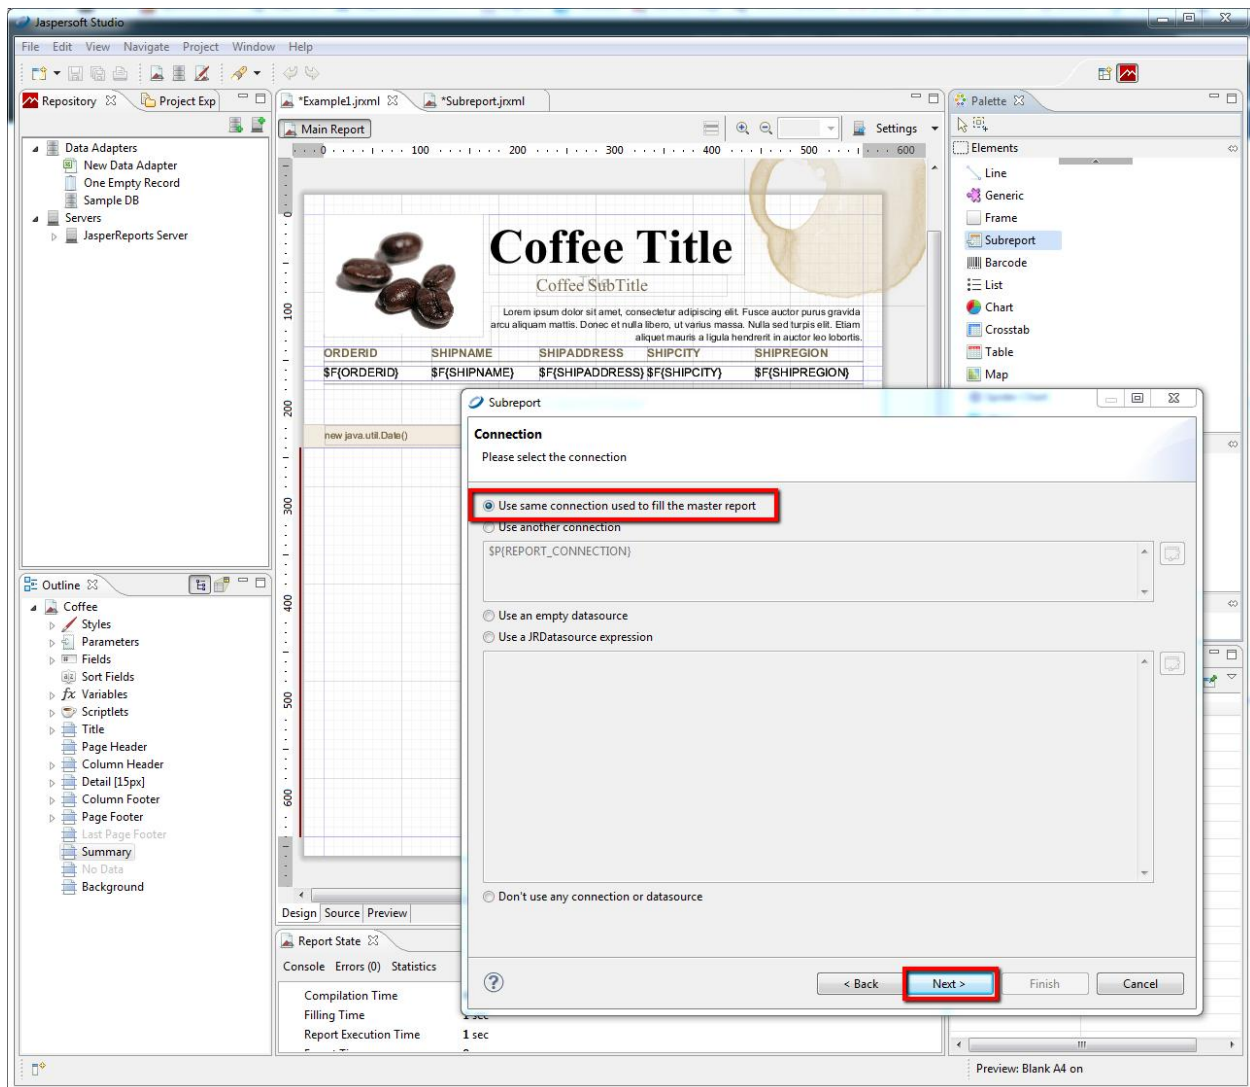 Jaspersoft Studio
File Edit View Navigate Project Window Help
Repository Project Exp
*Example1.jrxml *Subreport.jrxml
Palette
Main Report
Settings
Data Adapters
New Data Adapter
One Empty Record
Sample DB
Servers
JasperReports Server
0 100 200 300 400 500 600
0
100
200
300
400
500
600
Coffee Title
Coffee SubTitle
Lorem ipsum dolor sit amet, consectetur adipiscing elit. Fusce auctor purus gravida
arcu aliquam mattis. Donec et nulla libero, ut varius massa. Nulla sed turpis elit. Etiam
aliquet mauris a ligula hendrerit in auctor leo lobortis.
ORDERID SHIPNAME SHIPADDRESS SHIPCITY SHIPREGION
$F{ORDERID} $F{SHIPNAME} $F{SHIPADDRESS} $F{SHIPCITY} $F{SHIPREGION}
new java.util.Date()
Elements
Line
Generic
Frame
Subreport
Barcode
List
Chart
Crosstab
Table
Map
Subreport
Connection
Please select the connection
Use same connection used to fill the master report
Use another connection
$P{REPORT_CONNECTION}
Use an empty datasource
Use a JRDatasource expression
Don't use any connection or datasource
< Back Next > Finish Cancel
Outline
Coffee
Styles
Parameters
Fields
Sort Fields
fx Variables
Scriptlets
Title
Page Header
Column Header
Detail [15px]
Column Footer
Page Footer
Last Page Footer
Summary
No Data
Background
Design Source Preview
Report State
Console Errors (0) Statistics
Compilation Time
Filling Time
Report Execution Time 1 sec
Preview: Blank A4 on